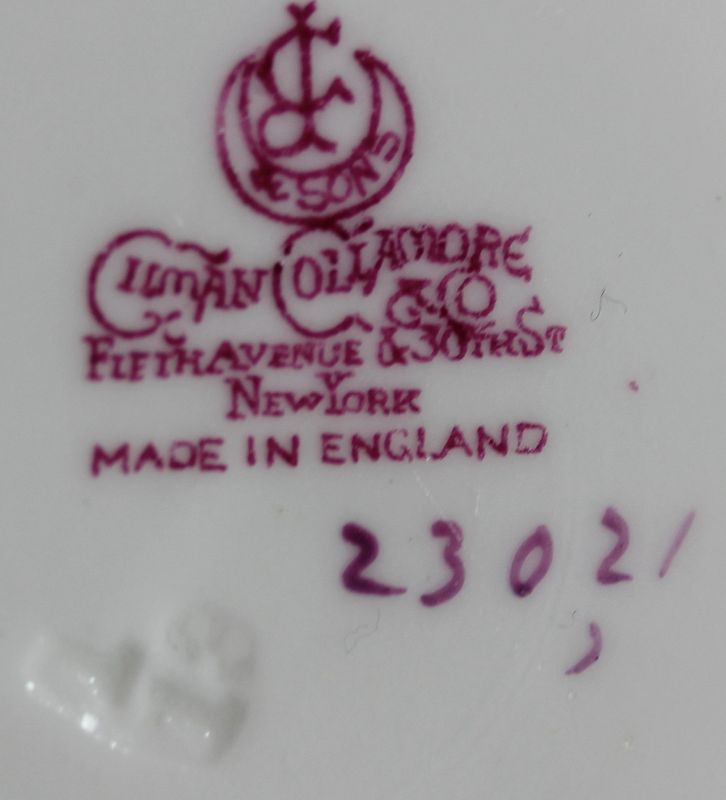 & SONS
GILMAN COLLAMORE
& CO
FIFTH AVENUE & 30TH ST
NEW YORK
MADE IN ENGLAND
23021